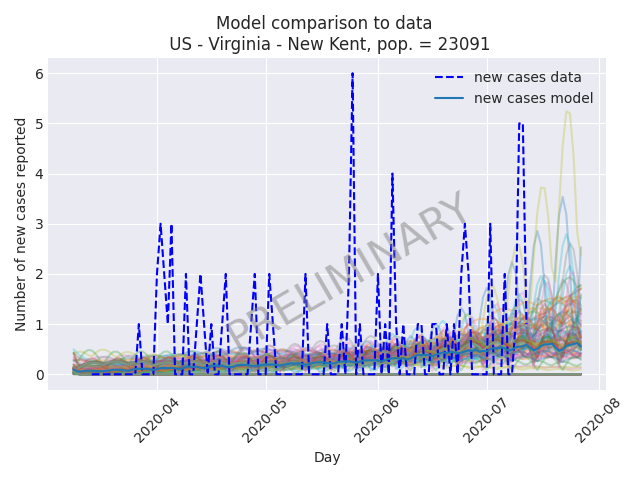 Model comparison to data
US - Virginia - New Kent, pop. = 23091
new cases data
new cases model
PRELIMINARY
Number of new cases reported
6
5
4
3
2
1
0
2020-04
2020-05
2020-06
2020-07
2020-08
Day